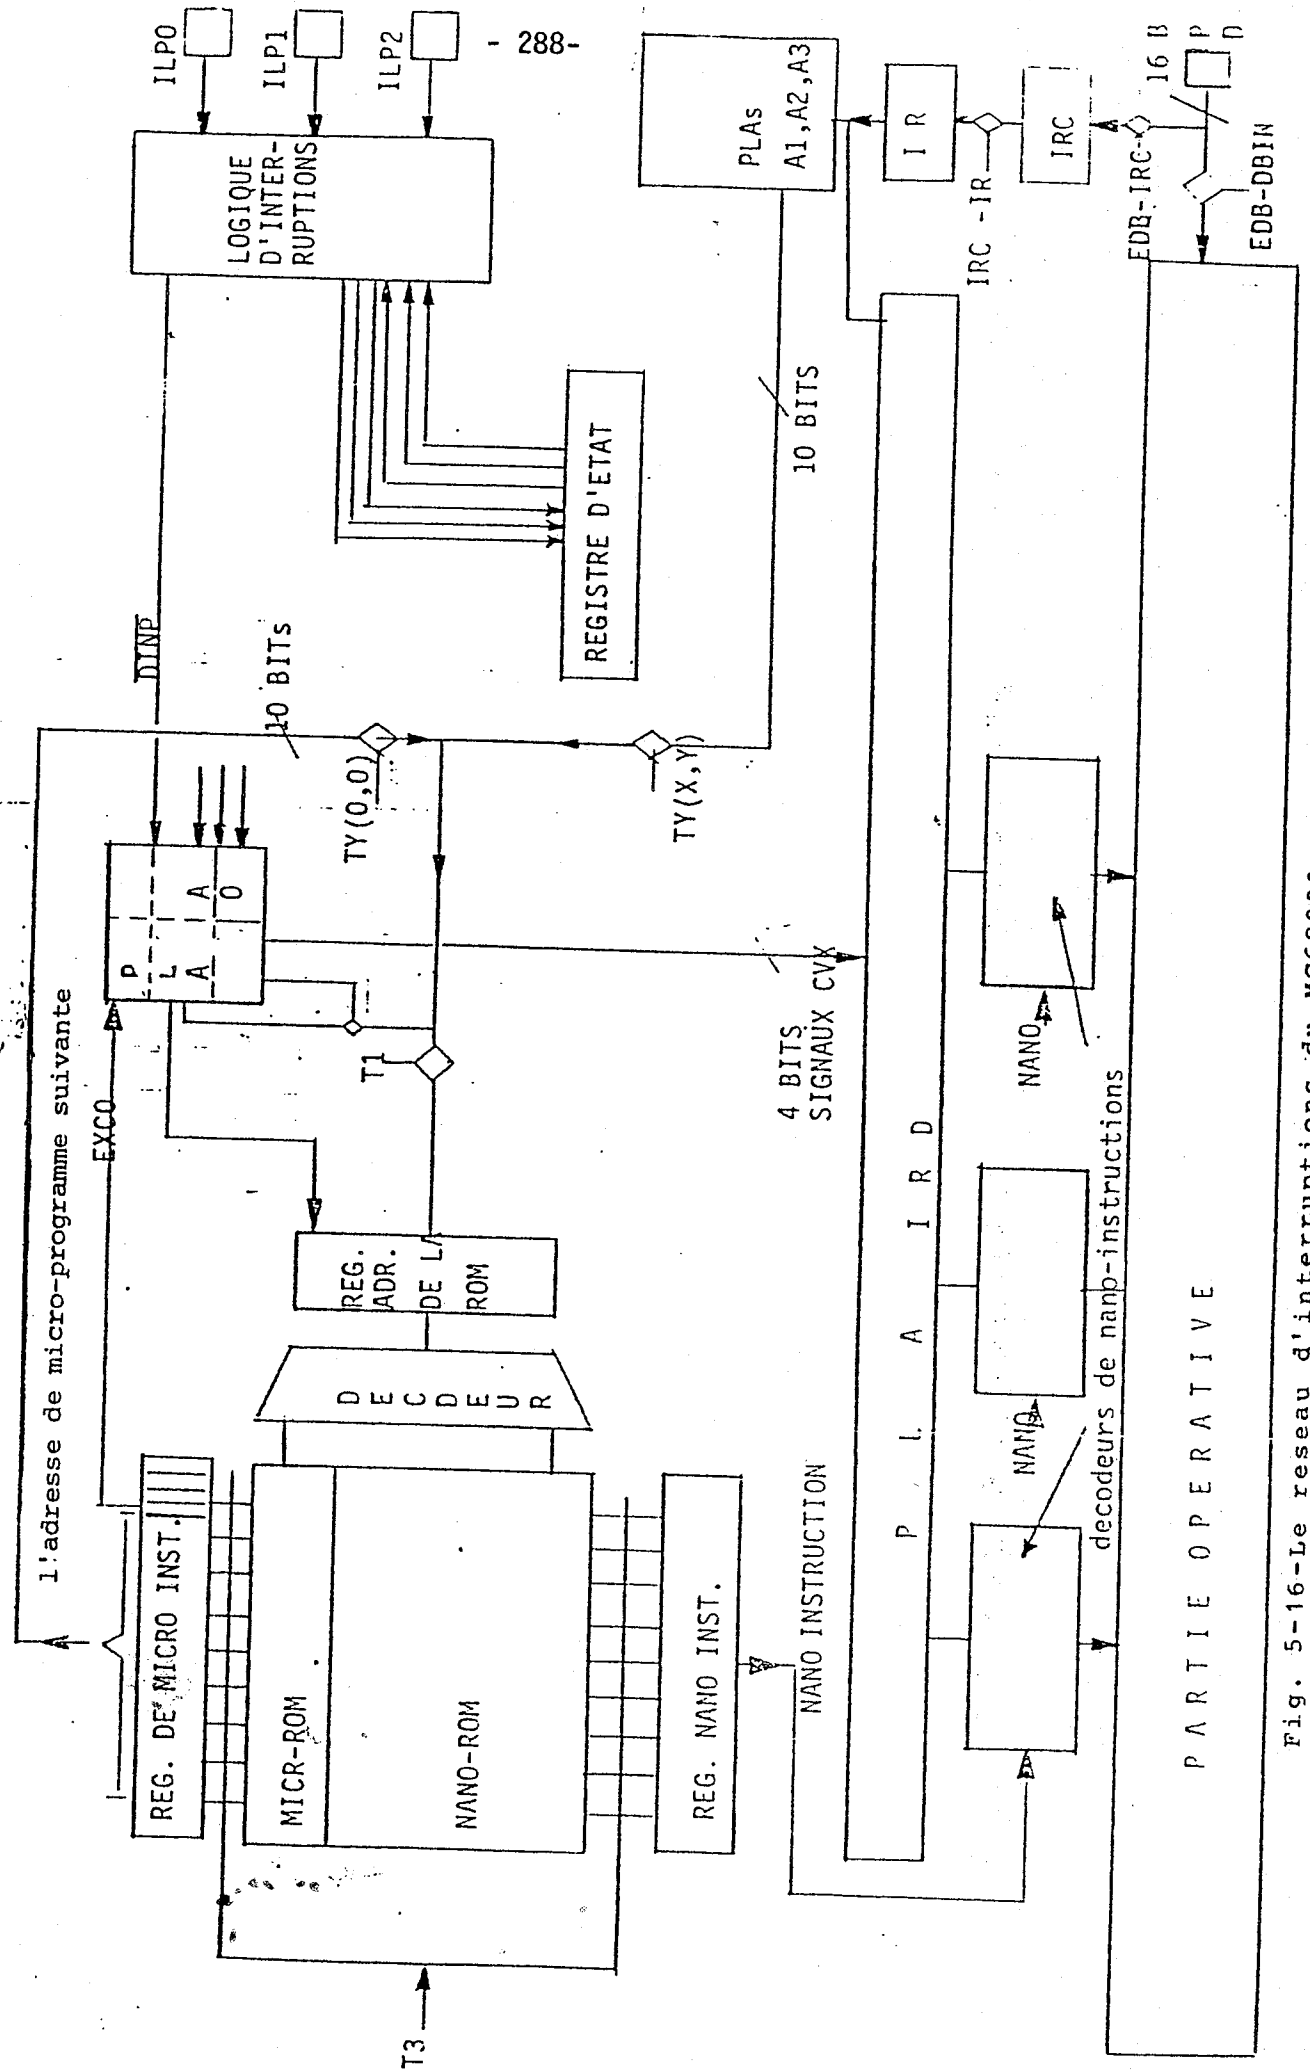 - 288-
ILP0
ILP1
ILP2
LOGIQUE
D'INTER-
RUPTIONS
DINP
REGISTRE D'ETAT
PLAs
A1,A2,A3
I R
IRC -IR
IRC
EDB-IRC
16 B
P
D
EDB-DBIN
10 BITS
10 BITs
TY(0,0)
TY(X,Y)
P
L A
A 0
l'adresse de micro-programme suivante
EXCO
T1
4 BITS
SIGNAUX CVX
REG.
ADR.
DE LA
ROM
D E C D E U R
REG. DE MICRO INST.
MICR-ROM
NANO-ROM
REG. NANO INST.
T3
NANO INSTRUCTION
P L A I R D
NANO
NANO
decodeurs de nano-instructions
P A R T I E O P E R A T I V E
Fig. 5-16-Le reseau d'interruptions du